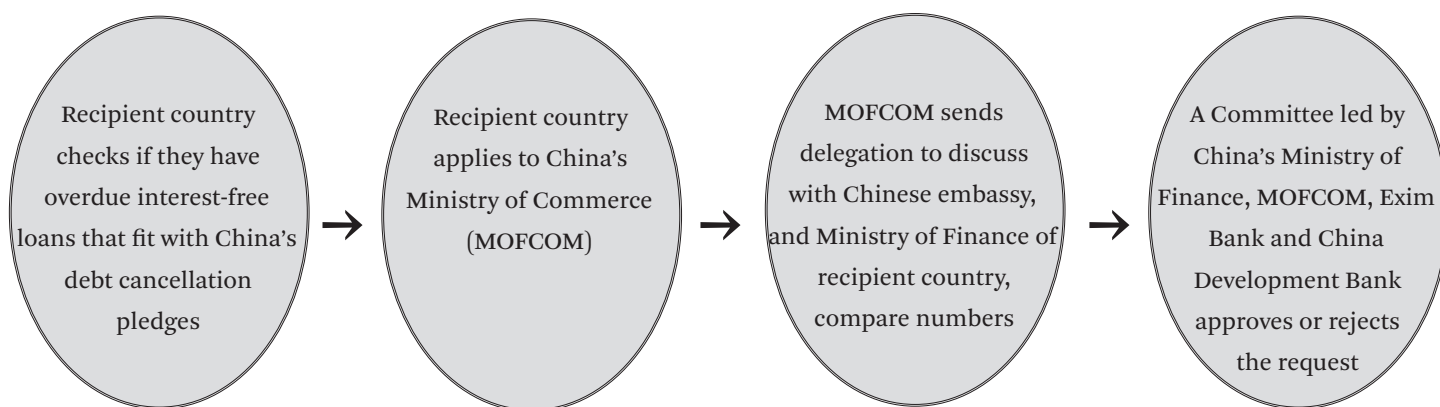 Recipient country
checks if they have
overdue interest-free
loans that fit with China’s
debt cancellation
pledges
Recipient country
applies to China’s
Ministry of Commerce
(MOFCOM)
MOFCOM sends
delegation to discuss
with Chinese embassy,
and Ministry of Finance of
recipient country,
compare numbers
A Committee led by
China’s Ministry of
Finance, MOFCOM, Exim
Bank and China
Development Bank
approves or rejects
the request